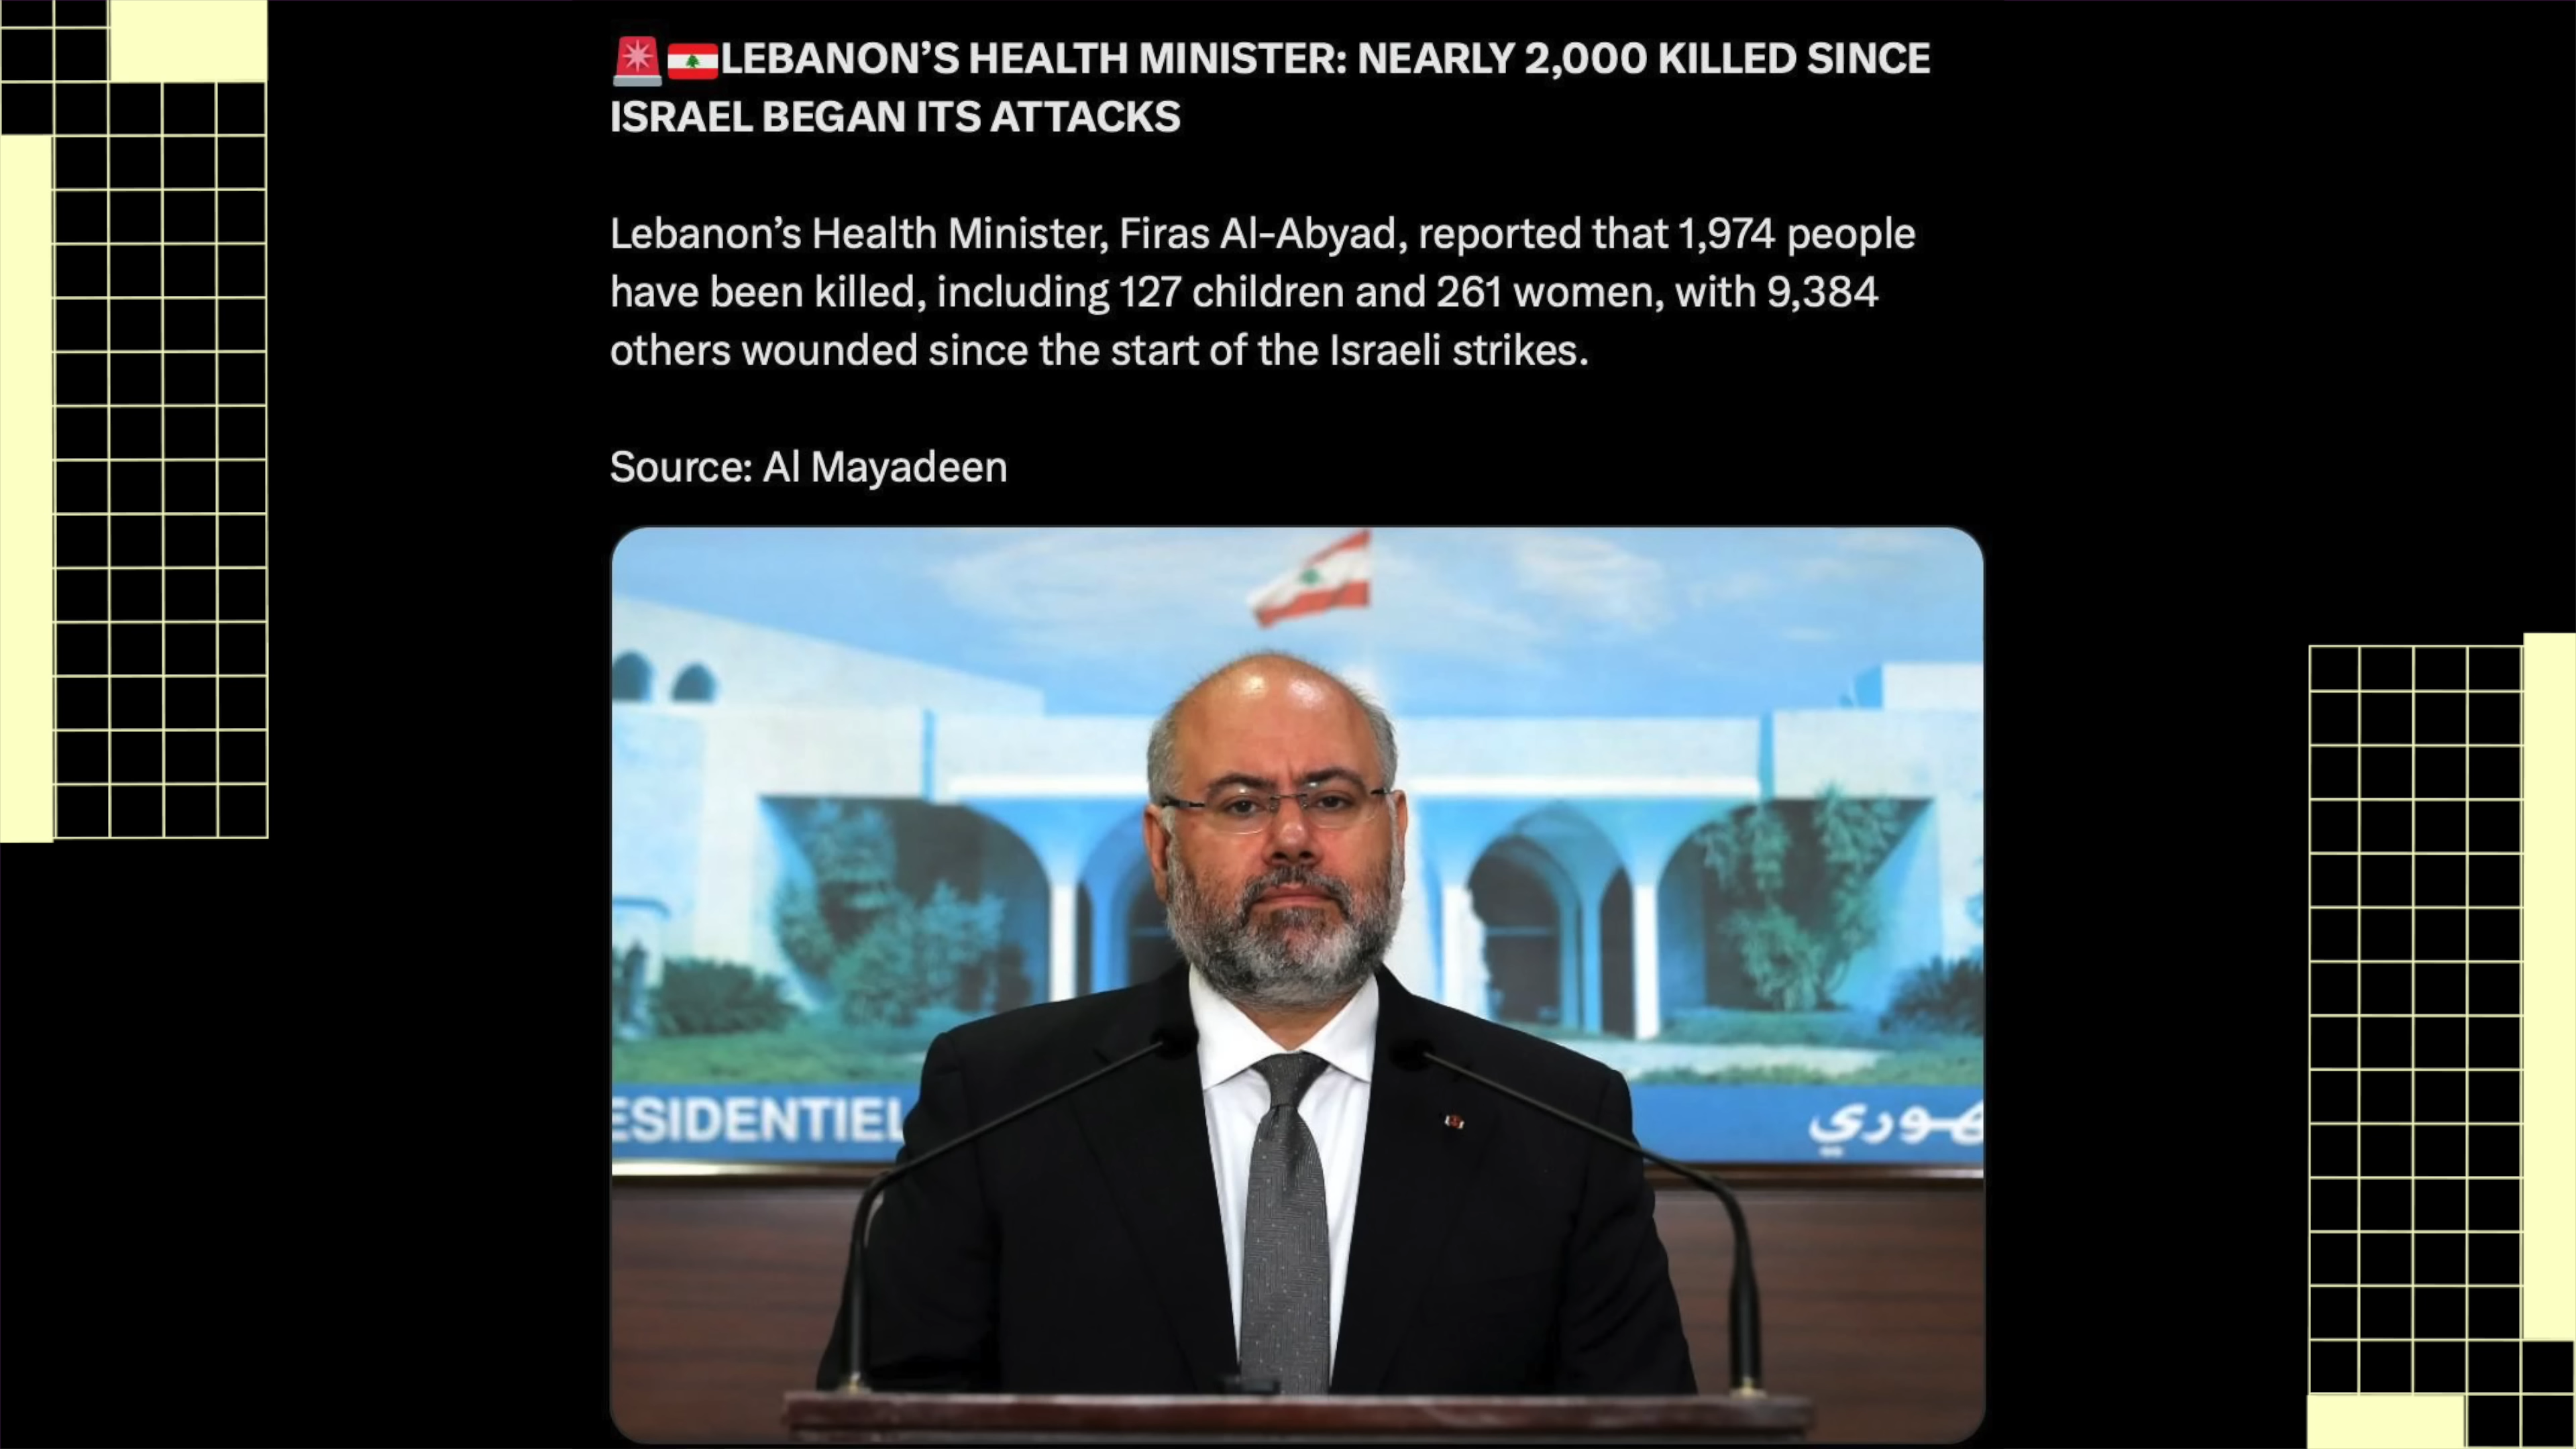 🚨🇱🇧LEBANON’S HEALTH MINISTER: NEARLY 2,000 KILLED SINCE
ISRAEL BEGAN ITS ATTACKS
Lebanon’s Health Minister, Firas Al-Abyad, reported that 1,974 people
have been killed, including 127 children and 261 women, with 9,384
others wounded since the start of the Israeli strikes.
Source: Al Mayadeen
ESIDENTIEL
هوري